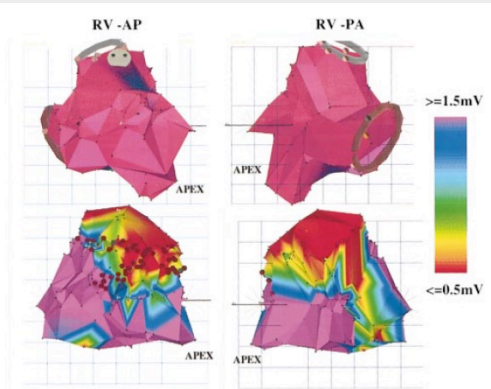 RV -AP
RV -PA
>=1.5mV
APEX
APEX
<=0.5mV
APEX
APEX